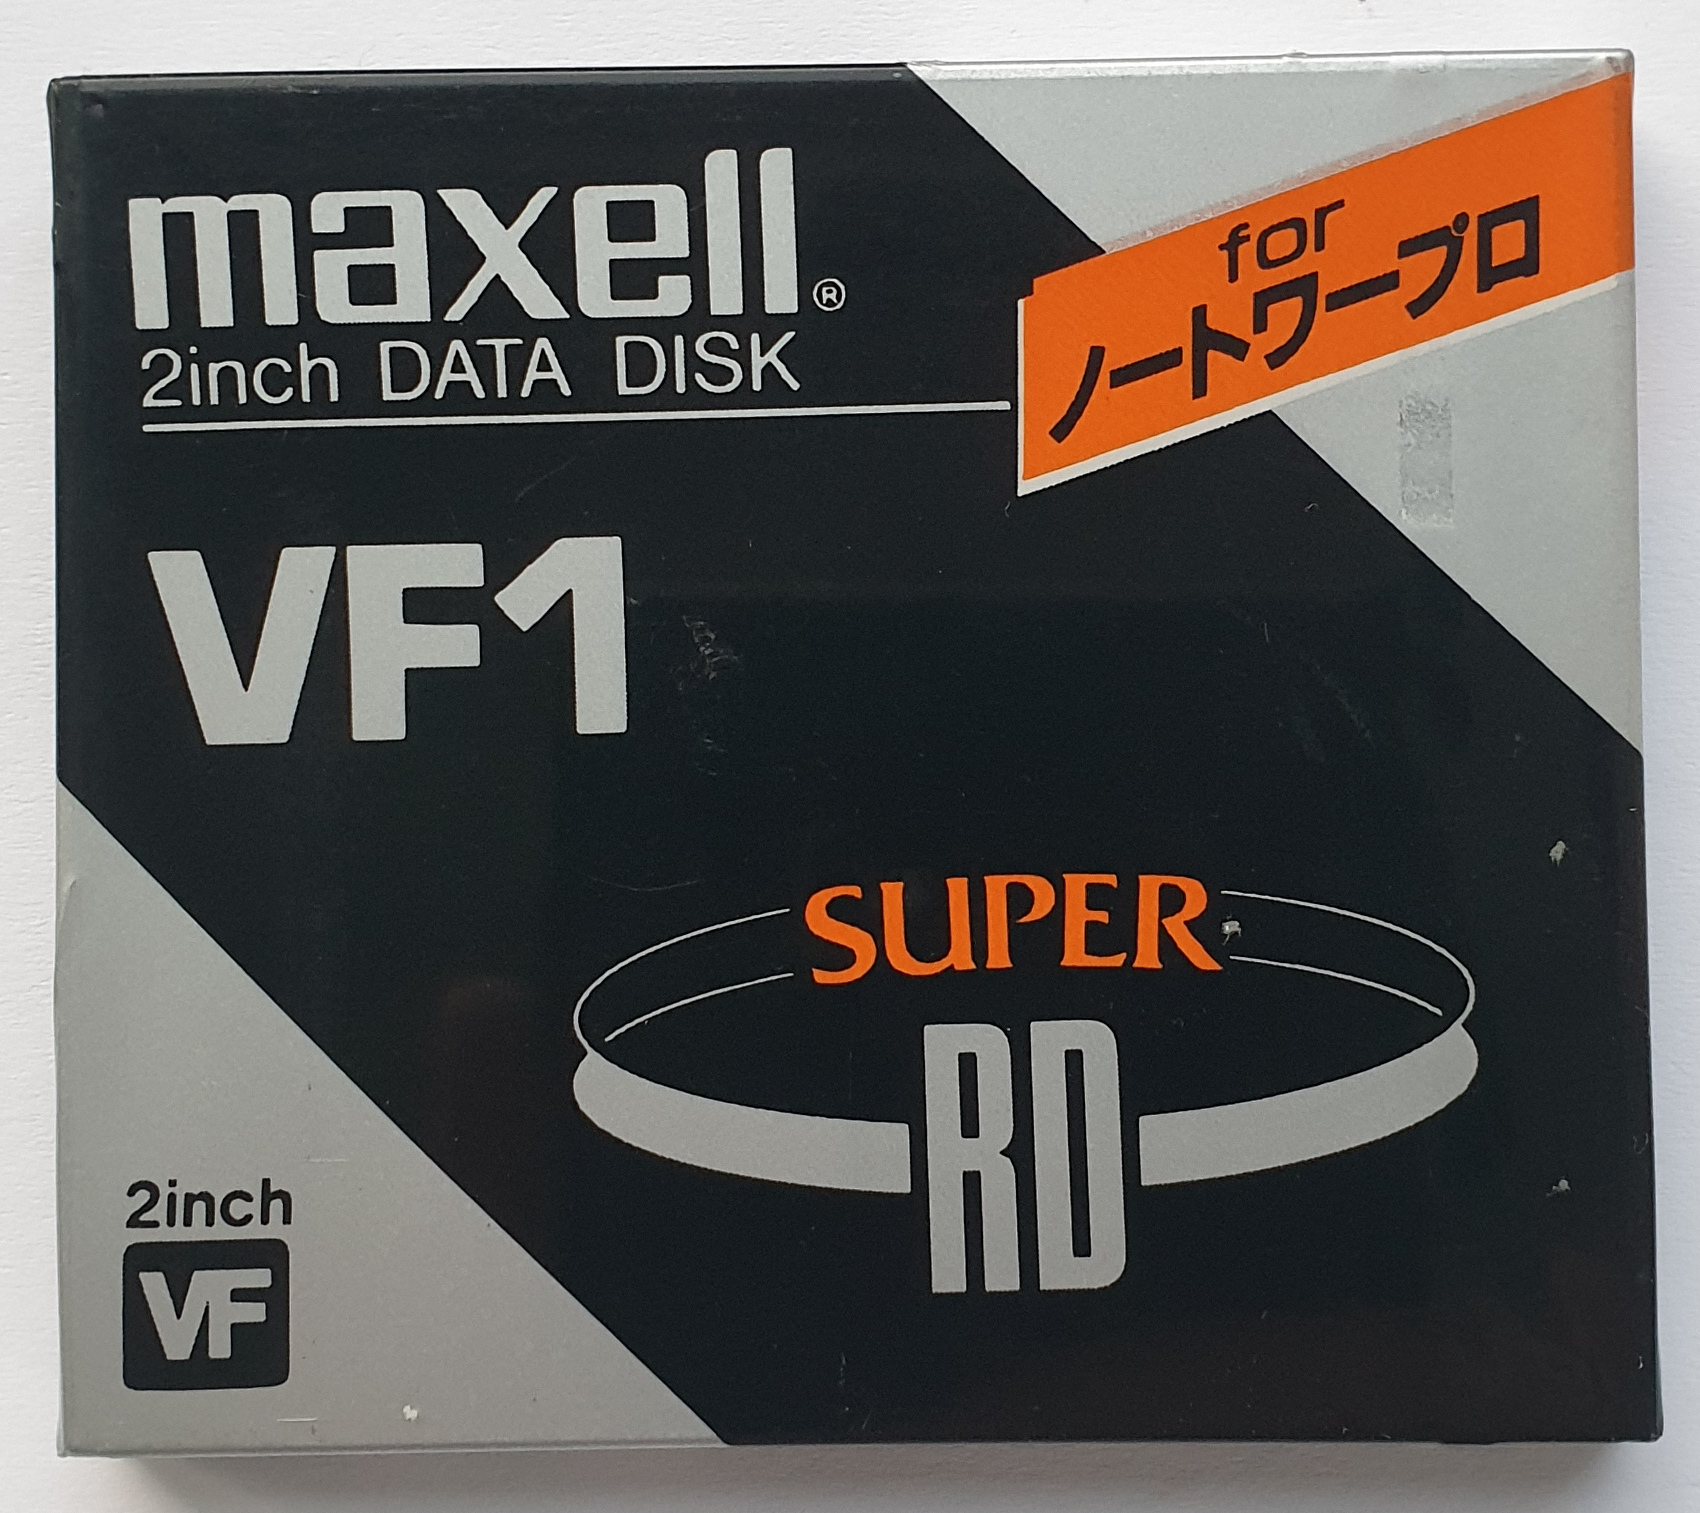 maxell®
2inch DATA DISK
for
ノートワープロ
VF1
SUPER
RD
2inch
VF